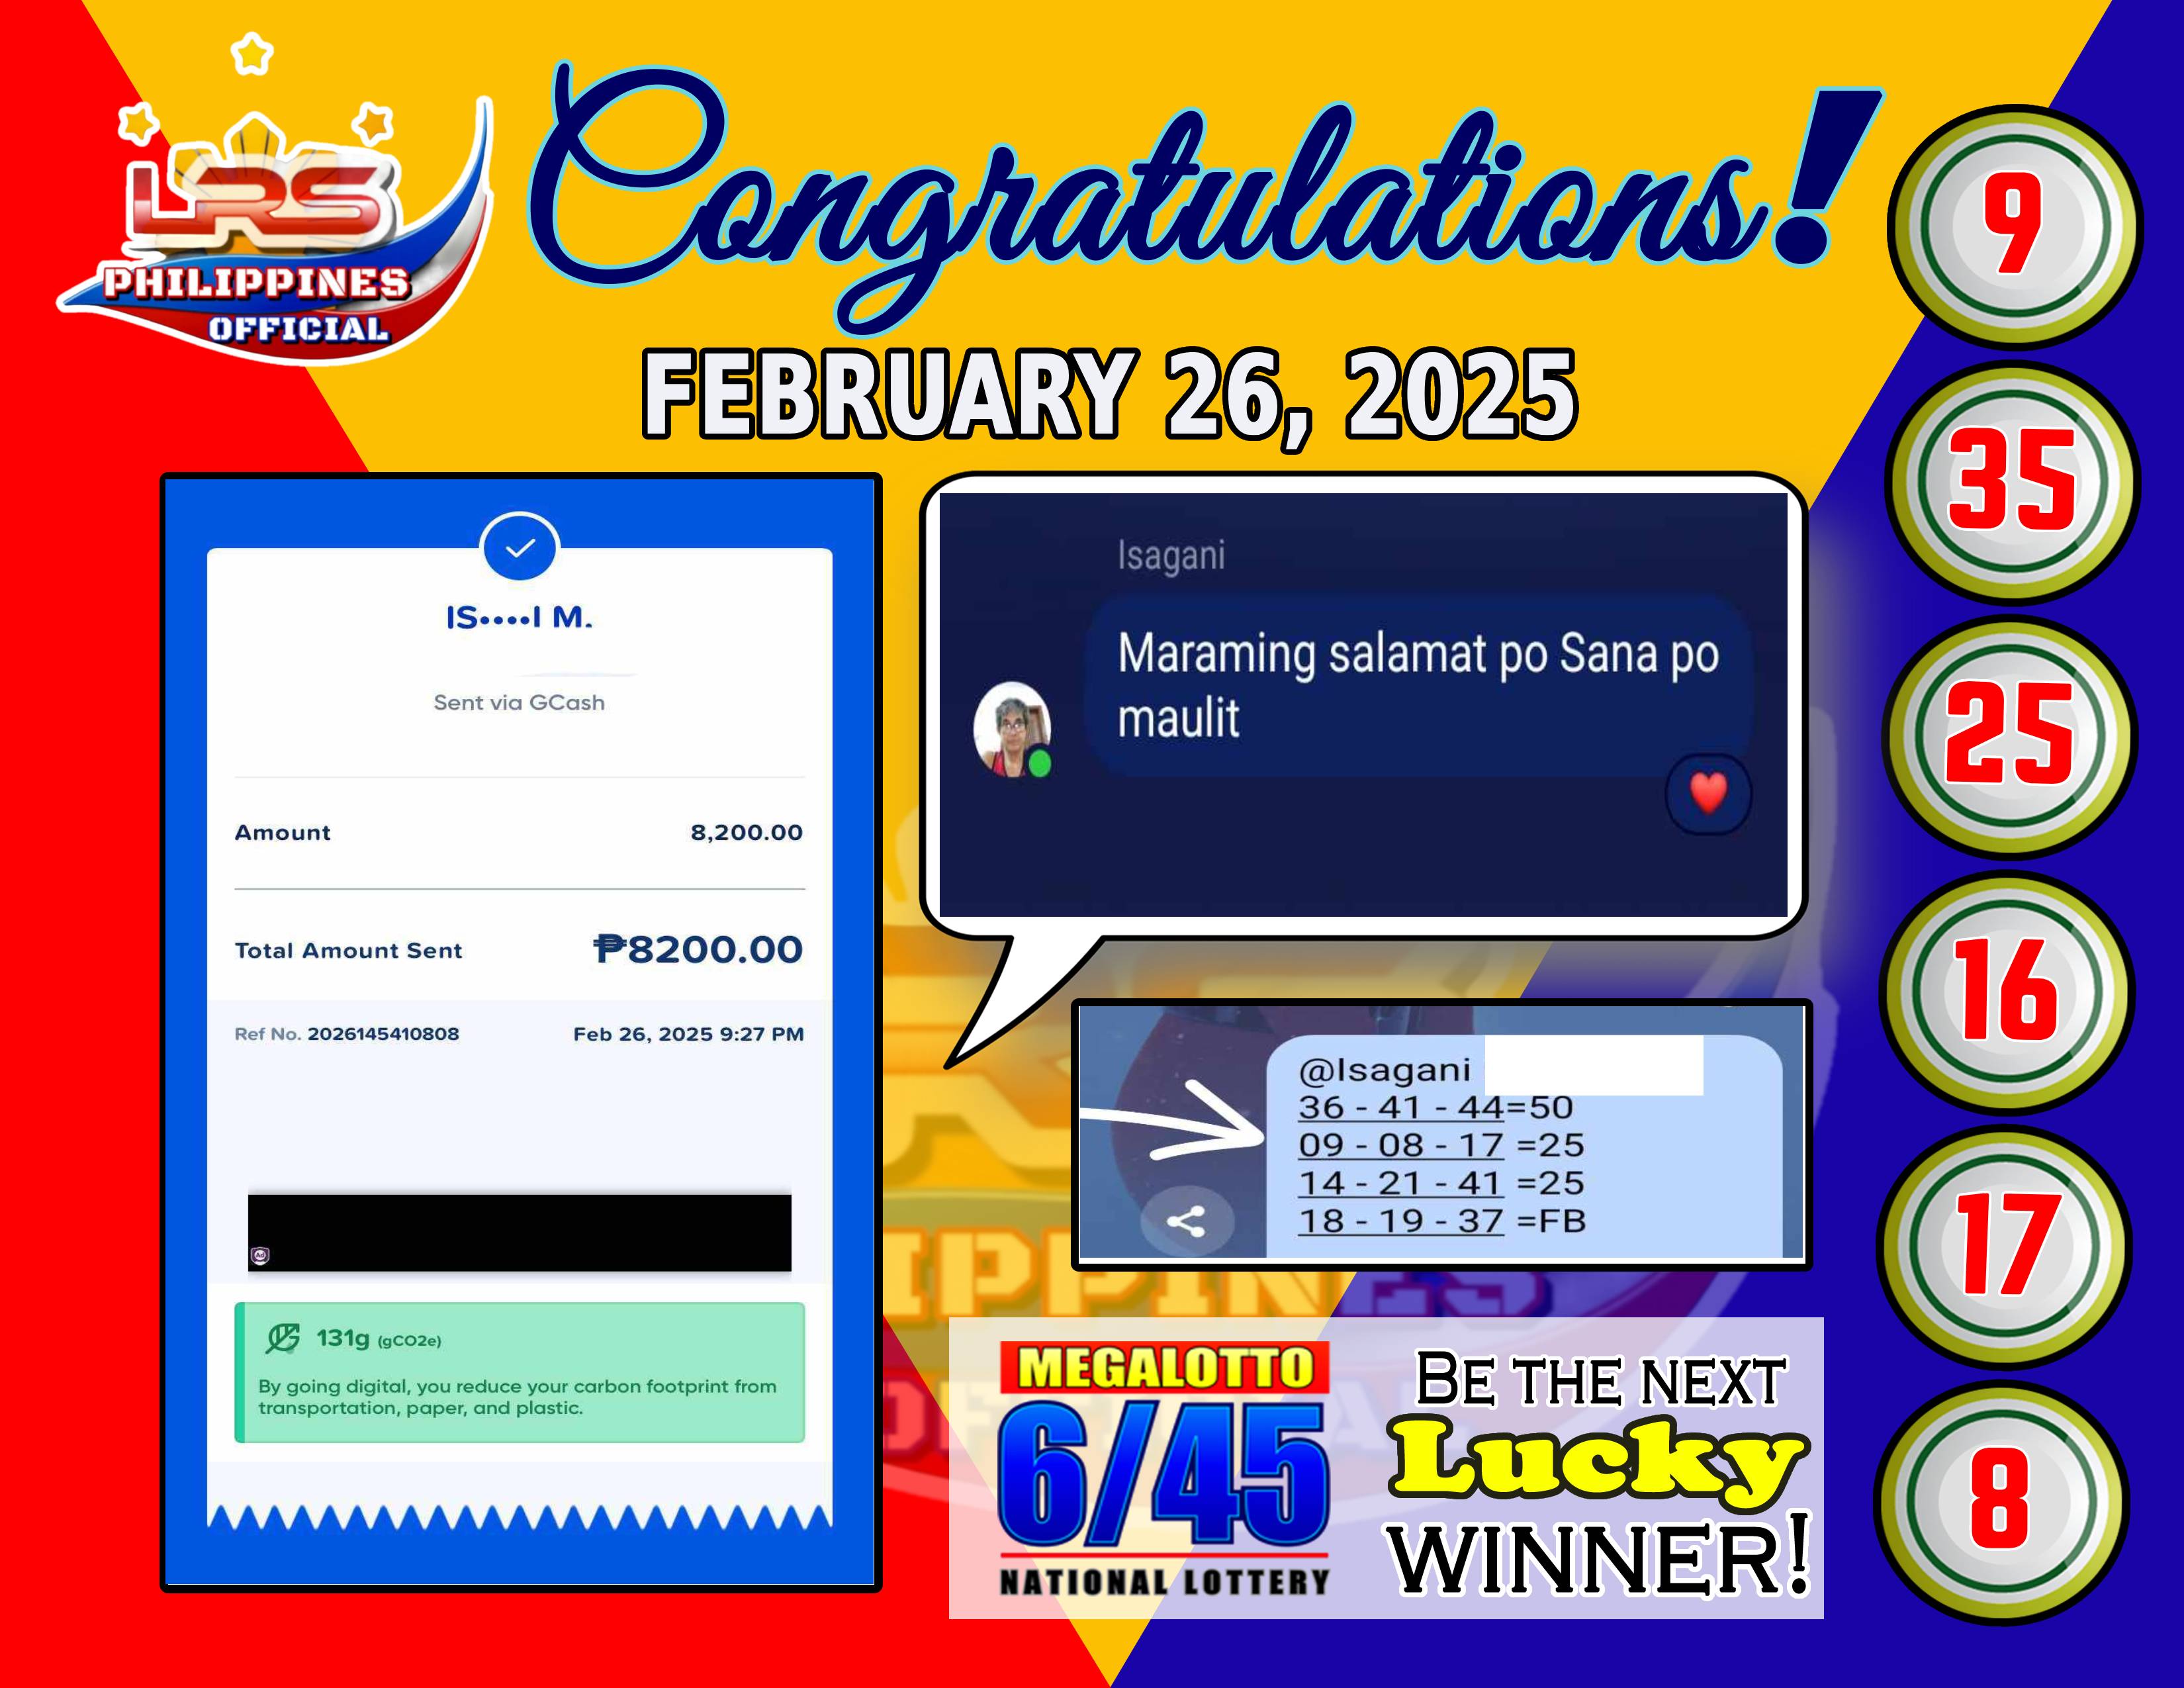 LRS
PHILIPPINES
OFFICIAL
Congratulations!
FEBRUARY 26, 2025
IS••••I M.
Sent via GCash
Amount 8,200.00
Total Amount Sent ₱8200.00
Ref No. 2026145410808 Feb 26, 2025 9:27 PM
131g (gCO2e)
By going digital, you reduce your carbon footprint from
transportation, paper, and plastic.
Isagani
Maraming salamat po Sana po
maulit
@Isagani
36 - 41 - 44=50
09 - 08 - 17 =25
14 - 21 - 41 =25
18 - 19 - 37 =FB
MEGALOTTO
6/45
NATIONAL LOTTERY
BE THE NEXT
Lucky
WINNER!
9
35
25
16
17
8